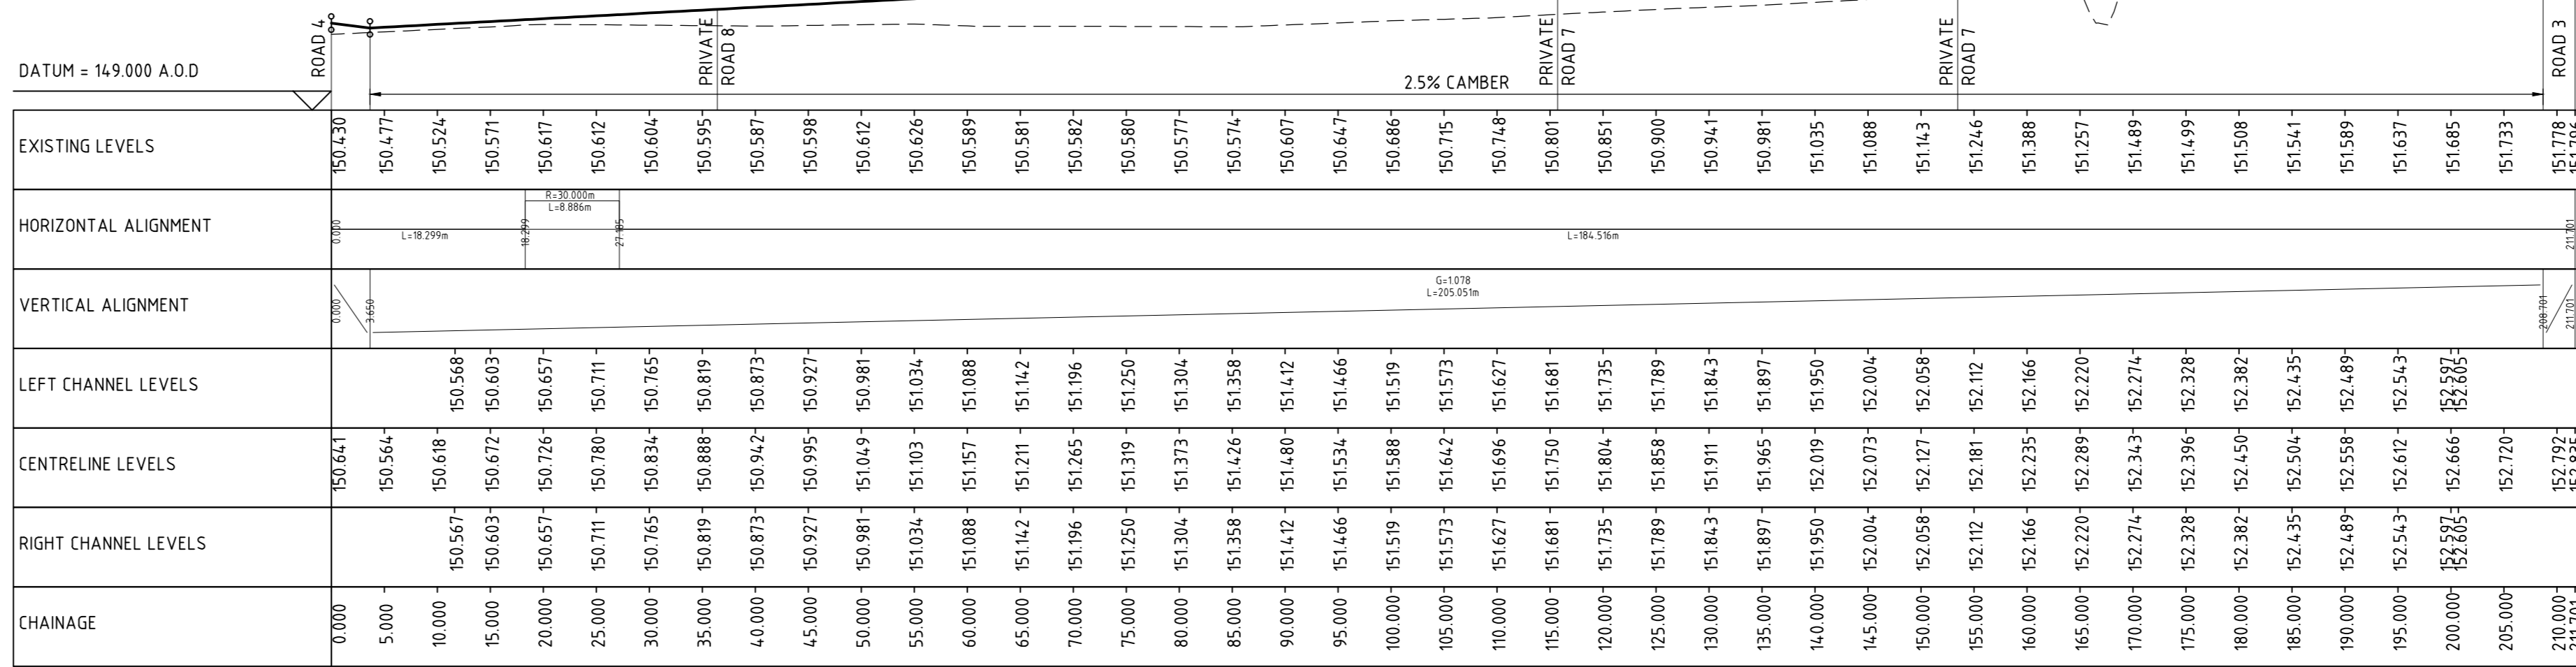 ROAD 4
PRIVATE
ROAD 8
PRIVATE
ROAD 7
PRIVATE
ROAD 7
ROAD 3
DATUM = 149.000 A.O.D
2.5% CAMBER
EXISTING LEVELS 150.430 150.477 150.524 150.571 150.617 150.612 150.604 150.595 150.587 150.598 150.612 150.626 150.589 150.581 150.582 150.580 150.577 150.574 150.607 150.647 150.686 150.715 150.748 150.801 150.851 150.900 150.941 150.981 151.035 151.088 151.143 151.246 151.388 151.257 151.489 151.499 151.508 151.541 151.589 151.637 151.685 151.733 151.778
HORIZONTAL ALIGNMENT 0.000 L=18.299m 18.299 R=30.000m L=8.886m 27.185 L=184.516m 211.701
VERTICAL ALIGNMENT 0.000 3.650 G=1.078 L=205.051m 208.701 211.701
LEFT CHANNEL LEVELS 150.568 150.603 150.657 150.711 150.765 150.819 150.873 150.927 150.981 151.034 151.088 151.142 151.196 151.250 151.304 151.358 151.412 151.466 151.519 151.573 151.627 151.681 151.735 151.789 151.843 151.897 151.950 152.004 152.058 152.112 152.166 152.220 152.274 152.328 152.382 152.435 152.489 152.543 152.597 152.605
CENTRELINE LEVELS 150.641 150.564 150.618 150.672 150.726 150.780 150.834 150.888 150.942 150.995 151.049 151.103 151.157 151.211 151.265 151.319 151.373 151.426 151.480 151.534 151.588 151.642 151.696 151.750 151.804 151.858 151.911 151.965 152.019 152.073 152.127 152.181 152.235 152.289 152.343 152.396 152.450 152.504 152.558 152.612 152.666 152.720 152.792
RIGHT CHANNEL LEVELS 150.567 150.603 150.657 150.711 150.765 150.819 150.873 150.927 150.981 151.034 151.088 151.142 151.196 151.250 151.304 151.358 151.412 151.466 151.519 151.573 151.627 151.681 151.735 151.789 151.843 151.897 151.950 152.004 152.058 152.112 152.166 152.220 152.274 152.328 152.382 152.435 152.489 152.543 152.597 152.605
CHAINAGE 0.000 5.000 10.000 15.000 20.000 25.000 30.000 35.000 40.000 45.000 50.000 55.000 60.000 65.000 70.000 75.000 80.000 85.000 90.000 95.000 100.000 105.000 110.000 115.000 120.000 125.000 130.000 135.000 140.000 145.000 150.000 155.000 160.000 165.000 170.000 175.000 180.000 185.000 190.000 195.000 200.000 205.000 210.000 211.701